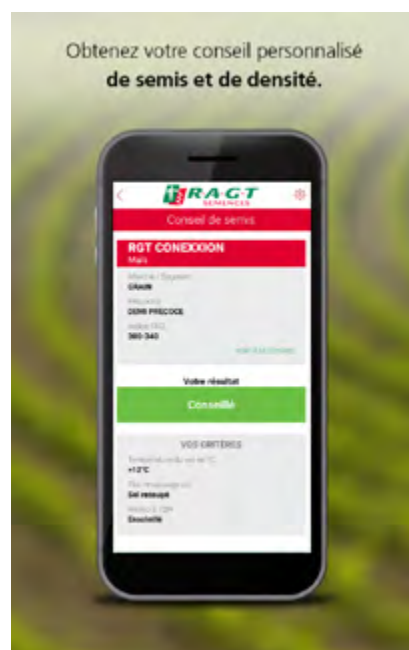 Obtenez votre conseil personnalisé
de semis et de densité.
R·A·G·T
SEMENCES
Conseil de semis
RGT CONEXXION
Maïs
GRAIN
DEMI PRÉCOCE
Votre résultat
Conseillé
VOS CRITÈRES
+12°C
Sol ressuyé